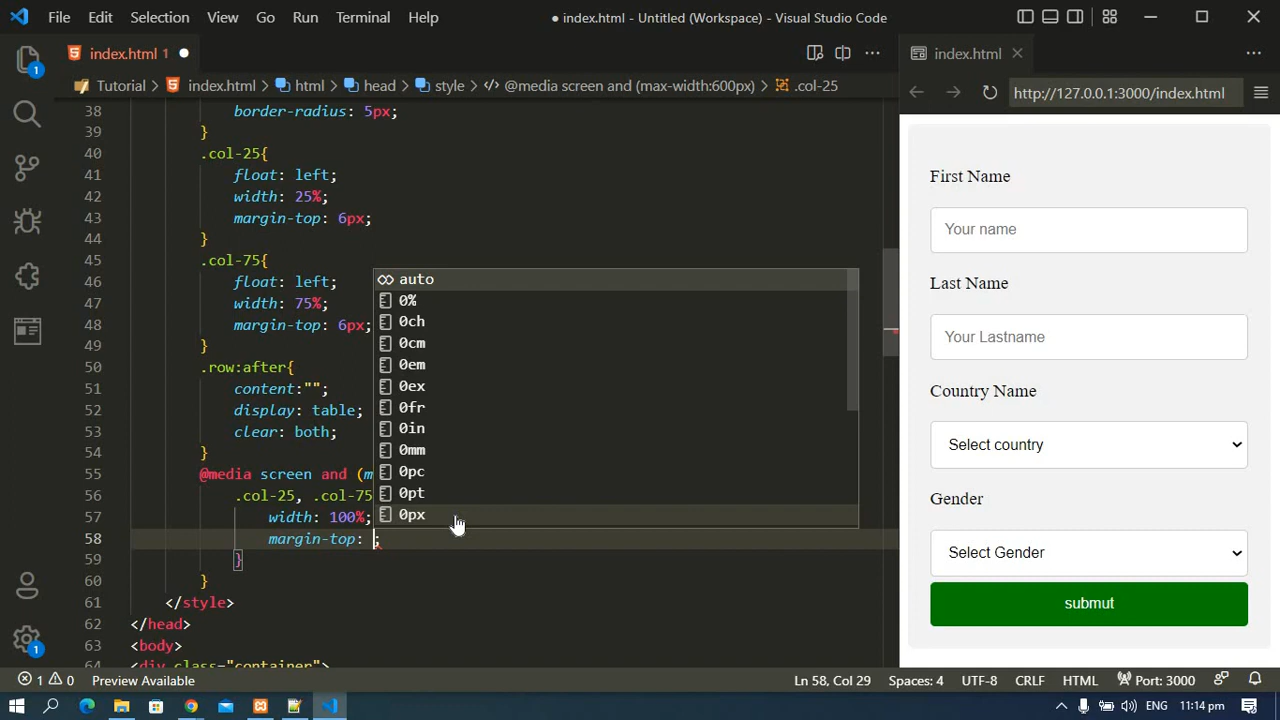 File Edit Selection View Go Run Terminal Help ● index.html - Untitled (Workspace) - Visual Studio Code
index.html 1
index.html
Tutorial > index.html > html > head > style > @media screen and (max-width:600px) > .col-25
http://127.0.0.1:3000/index.html
38 border-radius: 5px;
39 }
40 .col-25{
41 float: left;
42 width: 25%;
43 margin-top: 6px;
44 }
45 .col-75{
46 float: left;
47 width: 75%;
48 margin-top: 6px;
49 }
50 .row:after{
51 content:"";
52 display: table;
53 clear: both;
54 }
55 @media screen and (m
56 .col-25, .col-75
57 width: 100%;
58 margin-top: ;
59 }
60 }
61 </style>
62 </head>
63 <body>
64 <div class="container">
auto
0%
0ch
0cm
0em
0ex
0fr
0in
0mm
0pc
0pt
0px
First Name
Your name
Last Name
Your Lastname
Country Name
Select country
Gender
Select Gender
submut
1
1
1 0 Preview Available Ln 58, Col 29 Spaces: 4 UTF-8 CRLF HTML Port: 3000
ENG 11:14 pm